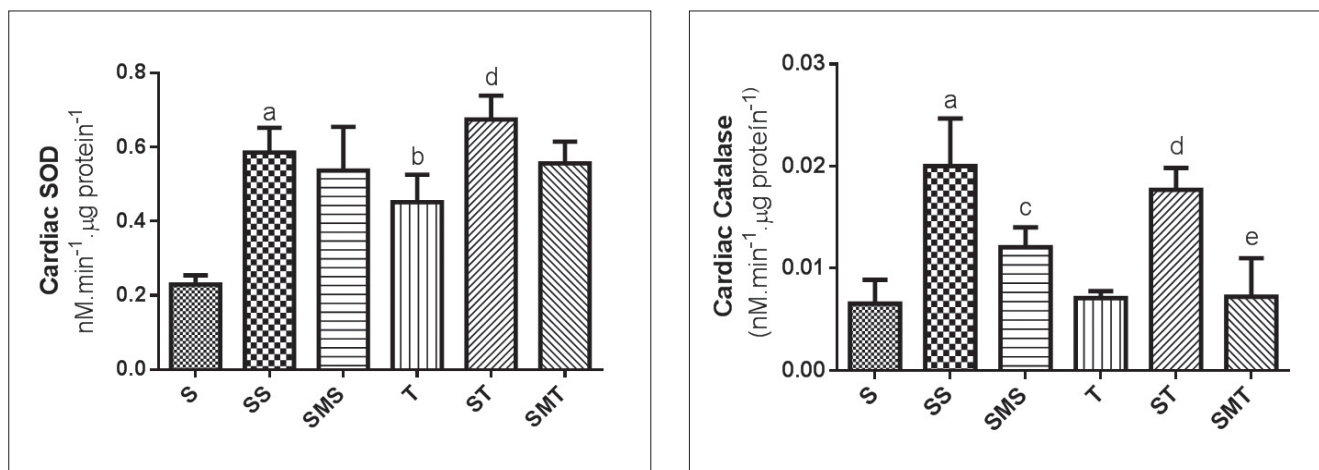 Cardiac SOD
nM.min⁻¹.µg protein⁻¹
0.8
0.6
0.4
0.2
0.0
a
b
d
S
SS
SMS
T
ST
SMT
Cardiac Catalase
(nM.min⁻¹.µg proteín⁻¹)
0.03
0.02
0.01
0.00
a
c
d
e
S
SS
SMS
T
ST
SMT